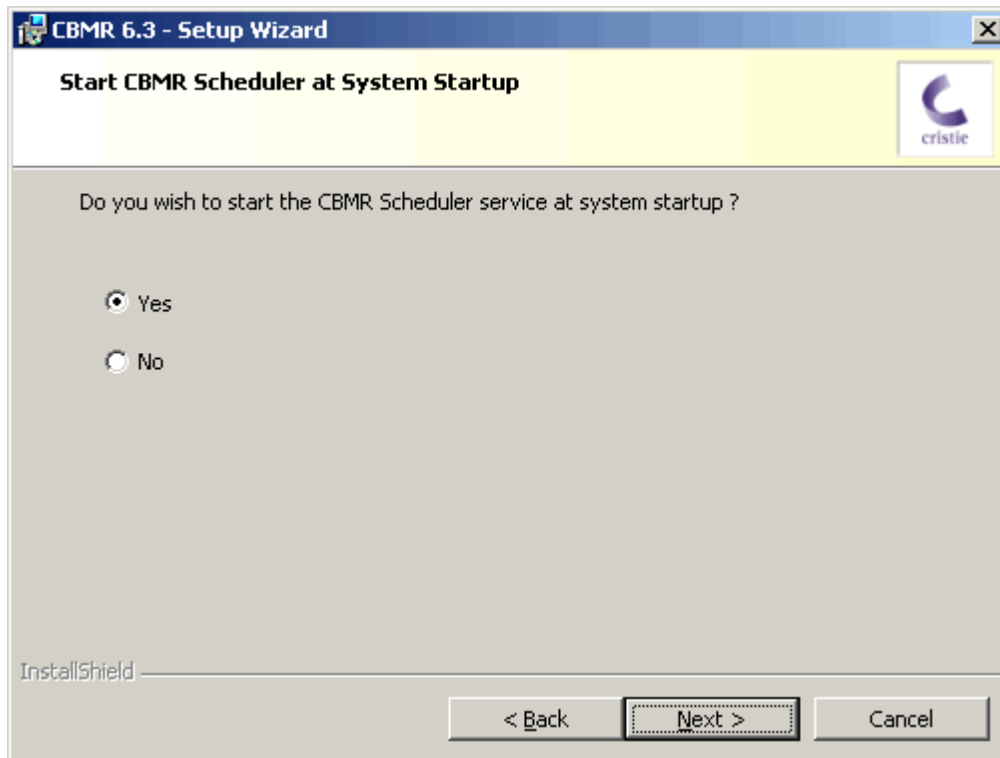 CBMR 6.3 - Setup Wizard
Start CBMR Scheduler at System Startup
cristie
Do you wish to start the CBMR Scheduler service at system startup ?
Yes
No
InstallShield
< Back
Next >
Cancel